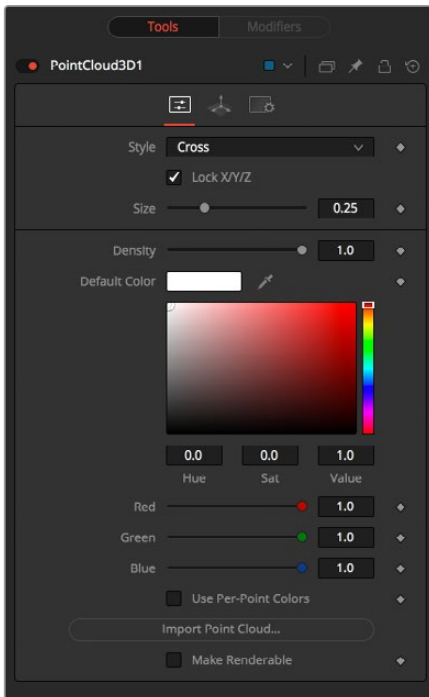 Tools Modifiers
PointCloud3D1
Style Cross
Lock X/Y/Z
Size 0.25
Density 1.0
Default Color
0.0 0.0 1.0
Hue Sat Value
Red 1.0
Green 1.0
Blue 1.0
Use Per-Point Colors
Import Point Cloud...
Make Renderable